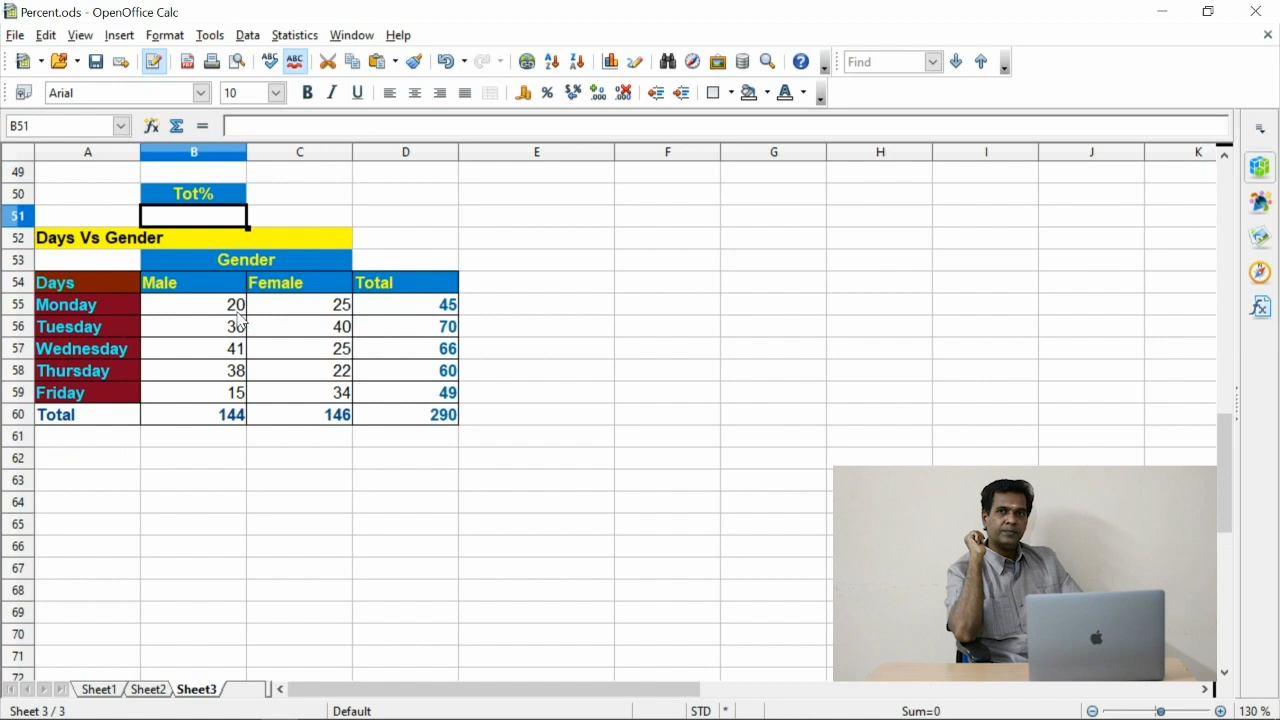 Percent.ods - OpenOffice Calc
File Edit View Insert Format Tools Data Statistics Window Help
Find
Arial 10
B51
A B C D E F G H I J K
49
50 Tot%
51
52 Days Vs Gender
53 Gender
54 Days Male Female Total
55 Monday 20 25 45
56 Tuesday 40 70
57 Wednesday 41 25 66
58 Thursday 38 22 60
59 Friday 15 34 49
60 Total 144 146 290
61
62
63
64
65
66
67
68
69
70
71
72
Sheet1 Sheet2 Sheet3
Sheet 3 / 3 Default STD * Sum=0 130 %